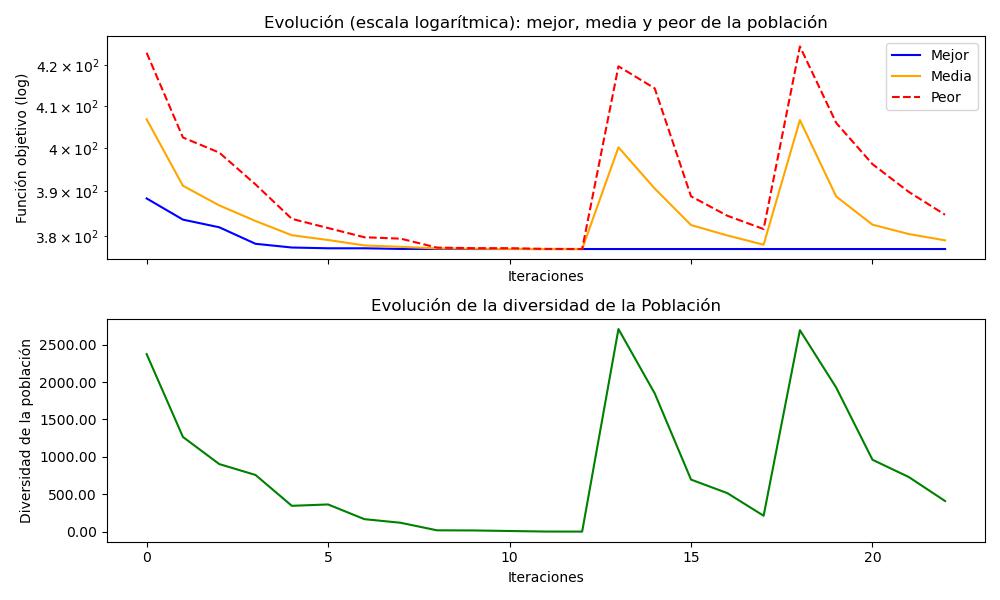 Evolución (escala logarítmica): mejor, media y peor de la población
Función objetivo (log)
4.2 × 10²
4.1 × 10²
4 × 10²
3.9 × 10²
3.8 × 10²
Mejor
Media
Peor
Iteraciones
Evolución de la diversidad de la Población
Diversidad de la población
2500.00
2000.00
1500.00
1000.00
500.00
0.00
0 5 10 15 20
Iteraciones